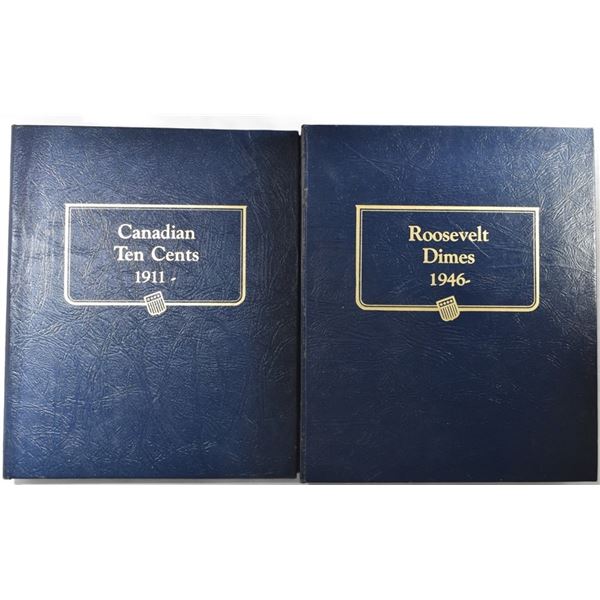 Canadian
Ten Cents
1911 -
Roosevelt
Dimes
1946-